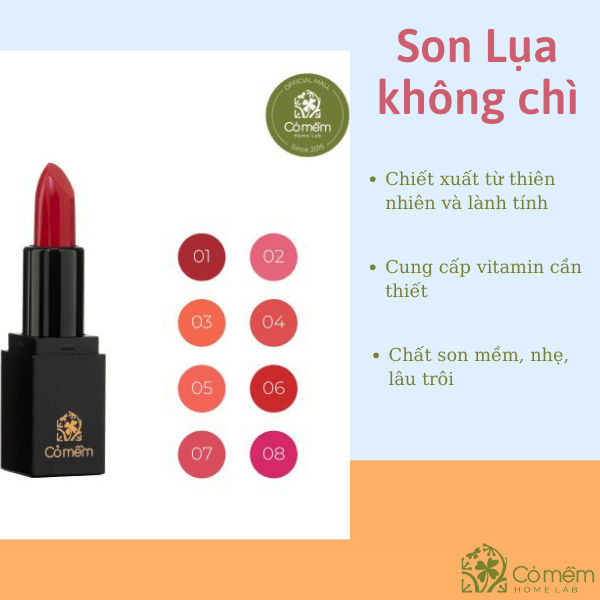 Son Lụa
không chì
OFFICIAL MALL
Cỏ mềm
Home Lab
Since 2015
• Chiết xuất từ thiên
nhiên và lành tính
• Cung cấp vitamin cần
thiết
• Chất son mềm, nhẹ,
lâu trôi
01 02
03 04
05 06
07 08
Cỏ mềm
Cỏ mềm
HOME LAB